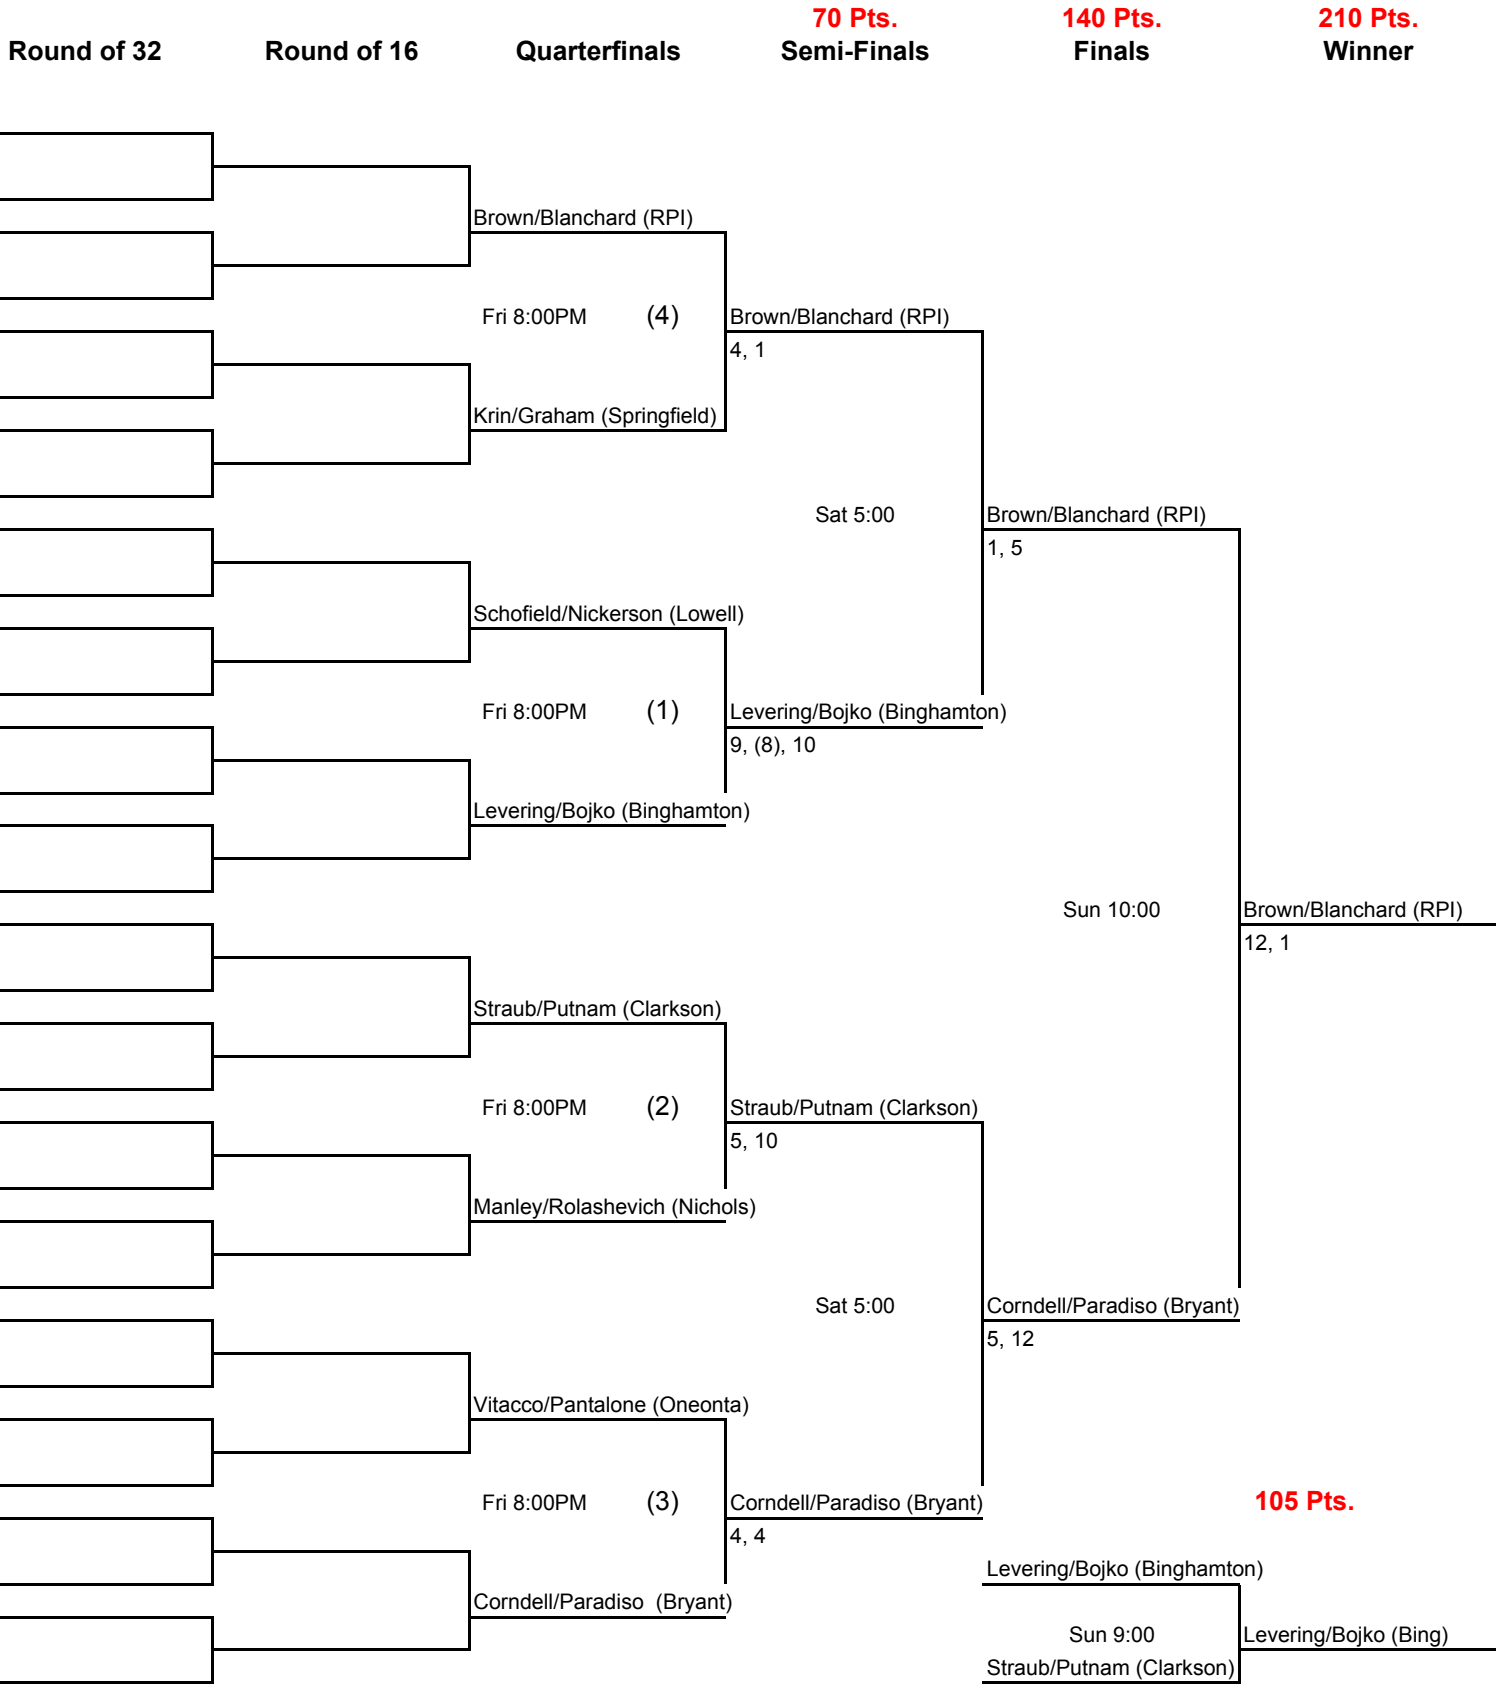 70 Pts. 140 Pts. 210 Pts.
Round of 32 Round of 16 Quarterfinals Semi-Finals Finals Winner
Brown/Blanchard (RPI)
Fri 8:00PM (4) Brown/Blanchard (RPI)
4, 1
Krin/Graham (Springfield)
Sat 5:00 Brown/Blanchard (RPI)
1, 5
Schofield/Nickerson (Lowell)
Fri 8:00PM (1) Levering/Bojko (Binghamton)
9, (8), 10
Levering/Bojko (Binghamton)
Sun 10:00 Brown/Blanchard (RPI)
12, 1
Straub/Putnam (Clarkson)
Fri 8:00PM (2) Straub/Putnam (Clarkson)
5, 10
Manley/Rolashevich (Nichols)
Sat 5:00 Corndell/Paradiso (Bryant)
5, 12
Vitacco/Pantalone (Oneonta)
Fri 8:00PM (3) Corndell/Paradiso (Bryant) 105 Pts.
4, 4
Levering/Bojko (Binghamton)
Corndell/Paradiso (Bryant)
Sun 9:00 Levering/Bojko (Bing)
Straub/Putnam (Clarkson)